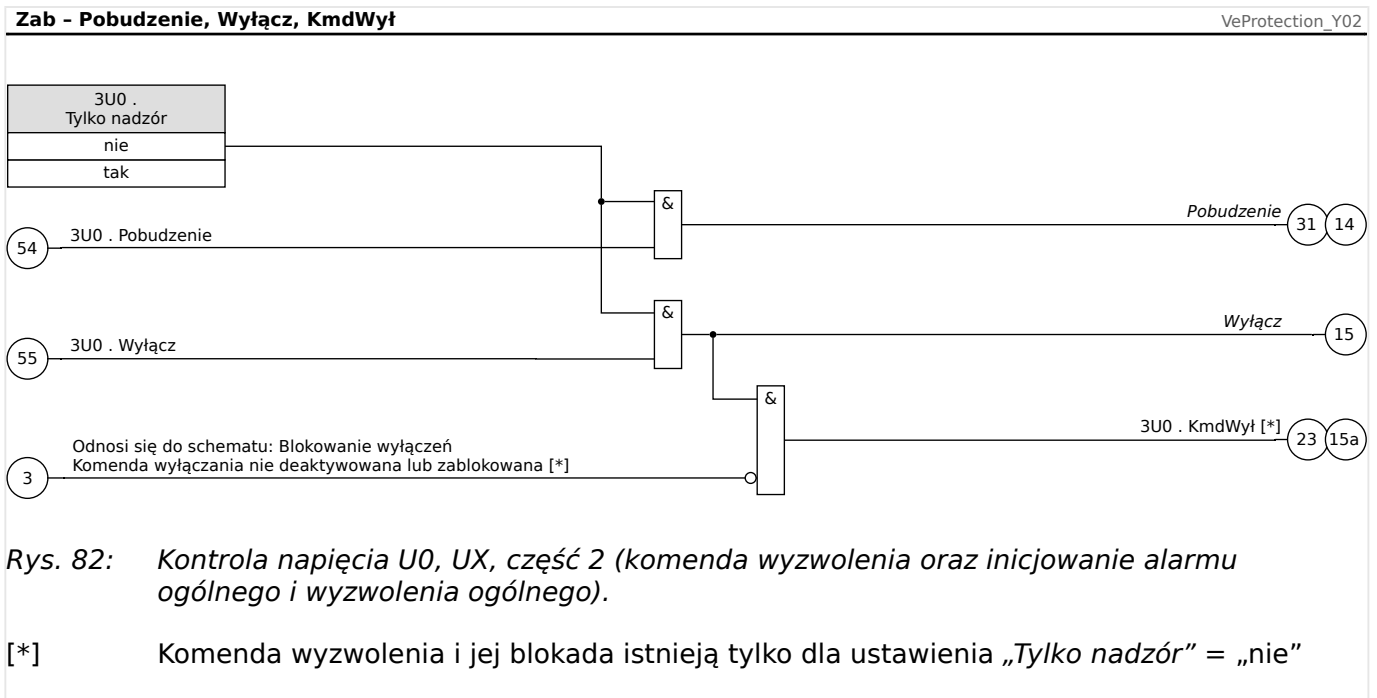 Zab – Pobudzenie, Wyłącz, KmdWył
VeProtection_Y02
3U0 .
Tylko nadzór
nie
tak
&
Pobudzenie
31
14
54
3U0 . Pobudzenie
&
Wyłącz
15
55
3U0 . Wyłącz
&
3U0 . KmdWył [*]
23
15a
Odnosi się do schematu: Blokowanie wyłączeń
Komenda wyłączania nie deaktywowana lub zablokowana [*]
3
Rys. 82: Kontrola napięcia U0, UX, część 2 (komenda wyzwolenia oraz inicjowanie alarmu
ogólnego i wyzwolenia ogólnego).
[*] Komenda wyzwolenia i jej blokada istnieją tylko dla ustawienia „Tylko nadzór” = „nie”